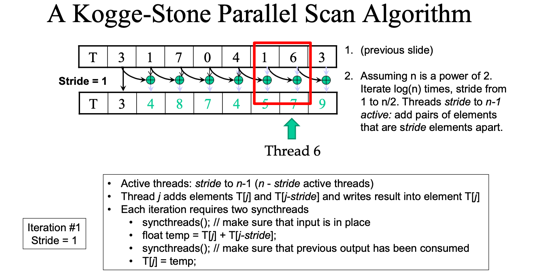 A Kogge-Stone Parallel Scan Algorithm
T 3 1 7 0 4 1 6 3
Stride = 1
T 3 4 8 7 4 5 7 9
Thread 6
1. (previous slide)
2. Assuming n is a power of 2.
Iterate log(n) times, stride from
1 to n/2. Threads stride to n-1
active: add pairs of elements
that are stride elements apart.
Iteration #1
Stride = 1
• Active threads: stride to n-1 (n - stride active threads)
• Thread j adds elements T[j] and T[j-stride] and writes result into element T[j]
• Each iteration requires two syncthreads
• syncthreads(); // make sure that input is in place
• float temp = T[j] + T[j-stride];
• syncthreads(); // make sure that previous output has been consumed
• T[j] = temp;